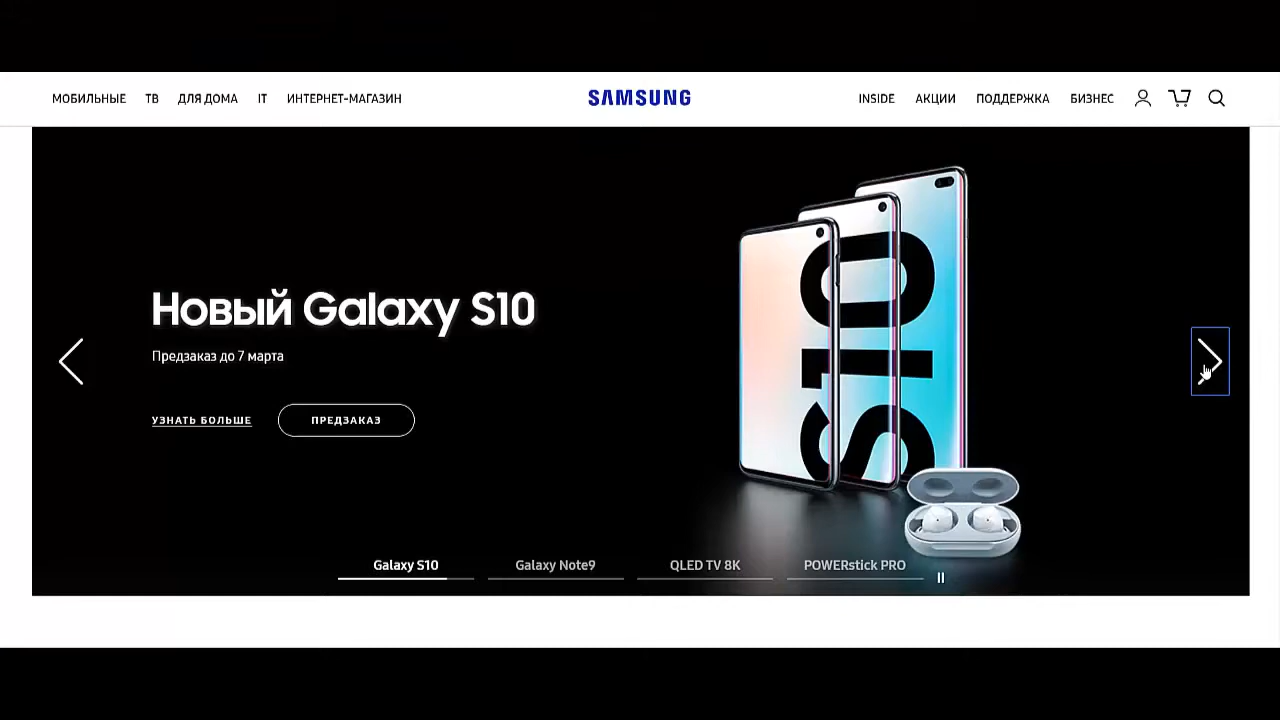 МОБИЛЬНЫЕ ТВ ДЛЯ ДОМА IT ИНТЕРНЕТ-МАГАЗИН SAMSUNG INSIDE АКЦИИ ПОДДЕРЖКА БИЗНЕС
Новый Galaxy S10
Предзаказ до 7 марта
УЗНАТЬ БОЛЬШЕ ПРЕДЗАКАЗ
S10
Galaxy S10 Galaxy Note9 QLED TV 8K POWERstick PRO